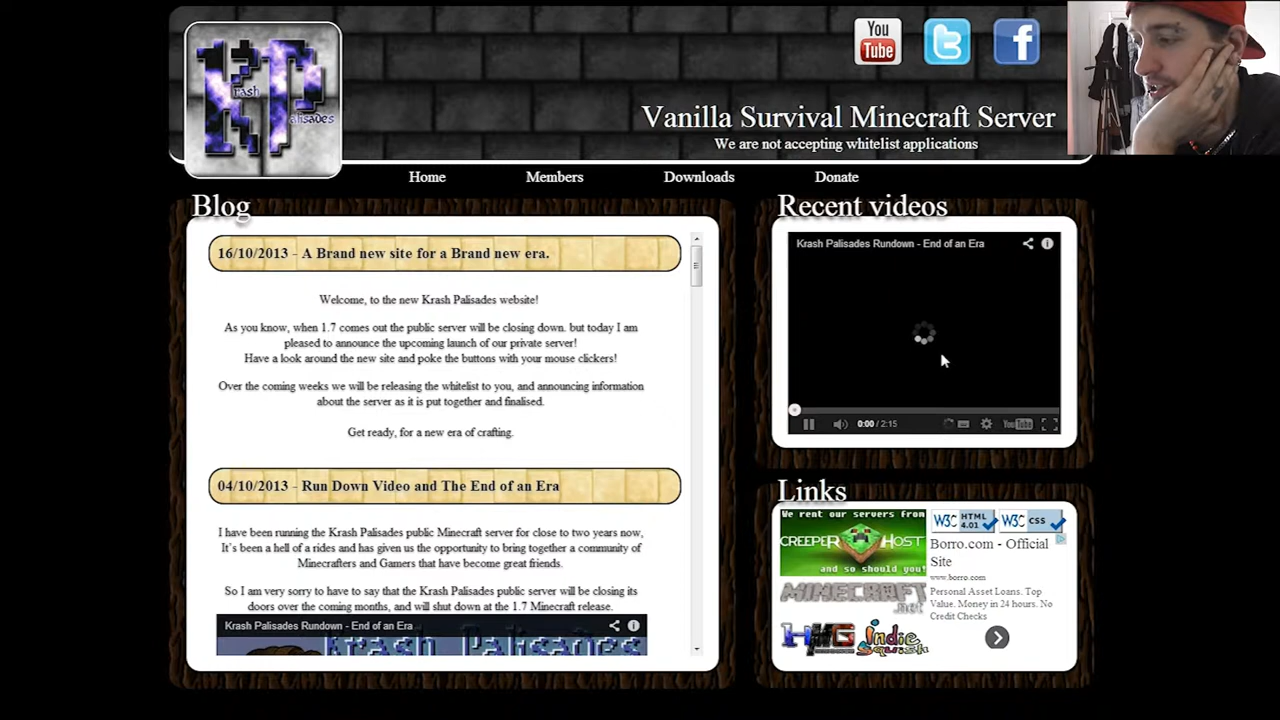 You
Tube
Krash
Palisades
Vanilla Survival Minecraft Server
We are not accepting whitelist applications
Home Members Downloads Donate
Blog
16/10/2013 - A Brand new site for a Brand new era.
Welcome, to the new Krash Palisades website!
As you know, when 1.7 comes out the public server will be closing down. but today I am
pleased to announce the upcoming launch of our private server!
Have a look around the new site and poke the buttons with your mouse clickers!
Over the coming weeks we will be releasing the whitelist to you, and announcing information
about the server as it is put together and finalised.
Get ready, for a new era of crafting.
04/10/2013 - Run Down Video and The End of an Era
I have been running the Krash Palisades public Minecraft server for close to two years now,
It's been a hell of a rides and has given us the opportunity to bring together a community of
Minecrafters and Gamers that have become great friends.
So I am very sorry to have to say that the Krash Palisades public server will be closing its
doors over the coming months, and will shut down at the 1.7 Minecraft release.
Krash Palisades Rundown - End of an Era
Krash Palisades
Recent videos
Krash Palisades Rundown - End of an Era
0:00 / 2:15
YouTube
Links
We rent our servers from
CREEPER HOST
and so should you!
MINECRAFT
.net
HMG
Indie
Squish
W3C HTML 4.01
W3C CSS
Borro.com - Official
Site
www.borro.com
Personal Asset Loans. Top
Value. Money in 24 hours. No
Credit Checks